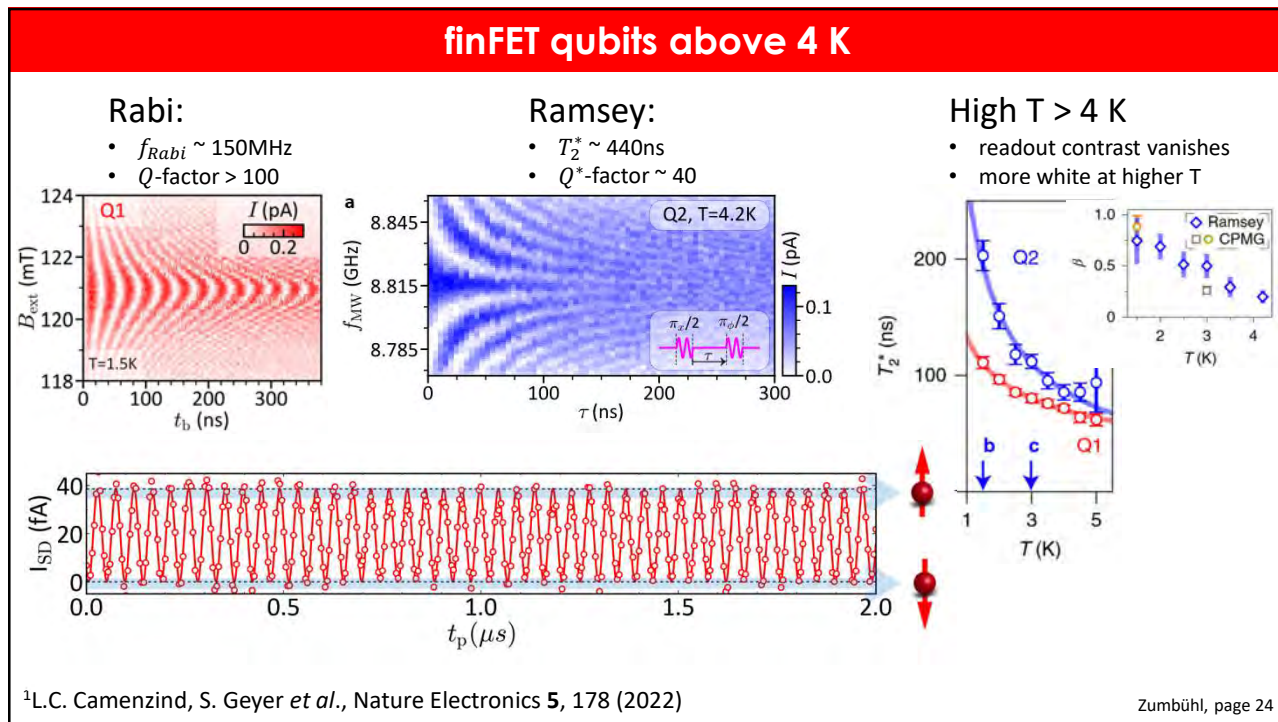 finFET qubits above 4 K
Rabi:
• f_Rabi ~ 150MHz
• Q-factor > 100
Ramsey:
• T_2^* ~ 440ns
• Q*-factor ~ 40
High T > 4 K
• readout contrast vanishes
• more white at higher T
124
123
122
120
119
118
B_ext (mT)
Q1
I (pA)
0 0.2
T=1.5K
0 100 200 300
t_b (ns)
a
8.845
8.815
8.785
f_MW (GHz)
Q2, T=4.2K
π_x/2 π_ϕ/2
τ
0 100 200 300
τ (ns)
I (pA)
0.1
0.0
200
100
T_2^* (ns)
Q2
Q1
b c
1 3 5
T (K)
1.0
0.5
0
β
Ramsey
CPMG
2 3 4
T (K)
40
20
0
I_SD (fA)
0.0 0.5 1.0 1.5 2.0
t_p(μs)
¹L.C. Camenzind, S. Geyer et al., Nature Electronics 5, 178 (2022)
Zumbühl, page 24